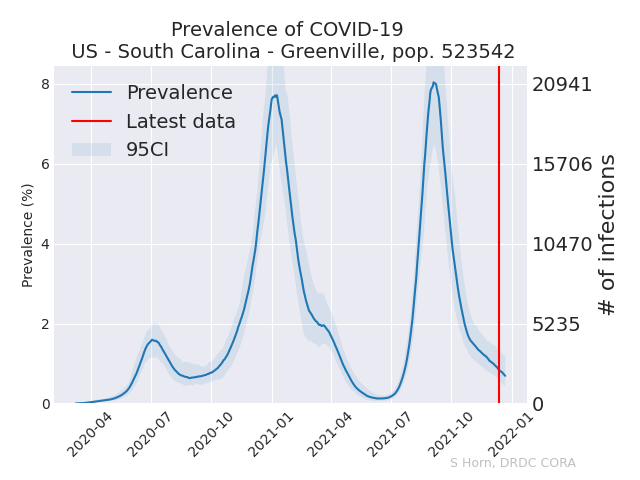 Prevalence of COVID-19
US - South Carolina - Greenville, pop. 523542
Prevalence
Latest data
95CI
Prevalence (%)
8
6
4
2
0
20941
15706
10470
5235
0
# of infections
2020-04
2020-07
2020-10
2021-01
2021-04
2021-07
2021-10
2022-01
S Horn, DRDC CORA